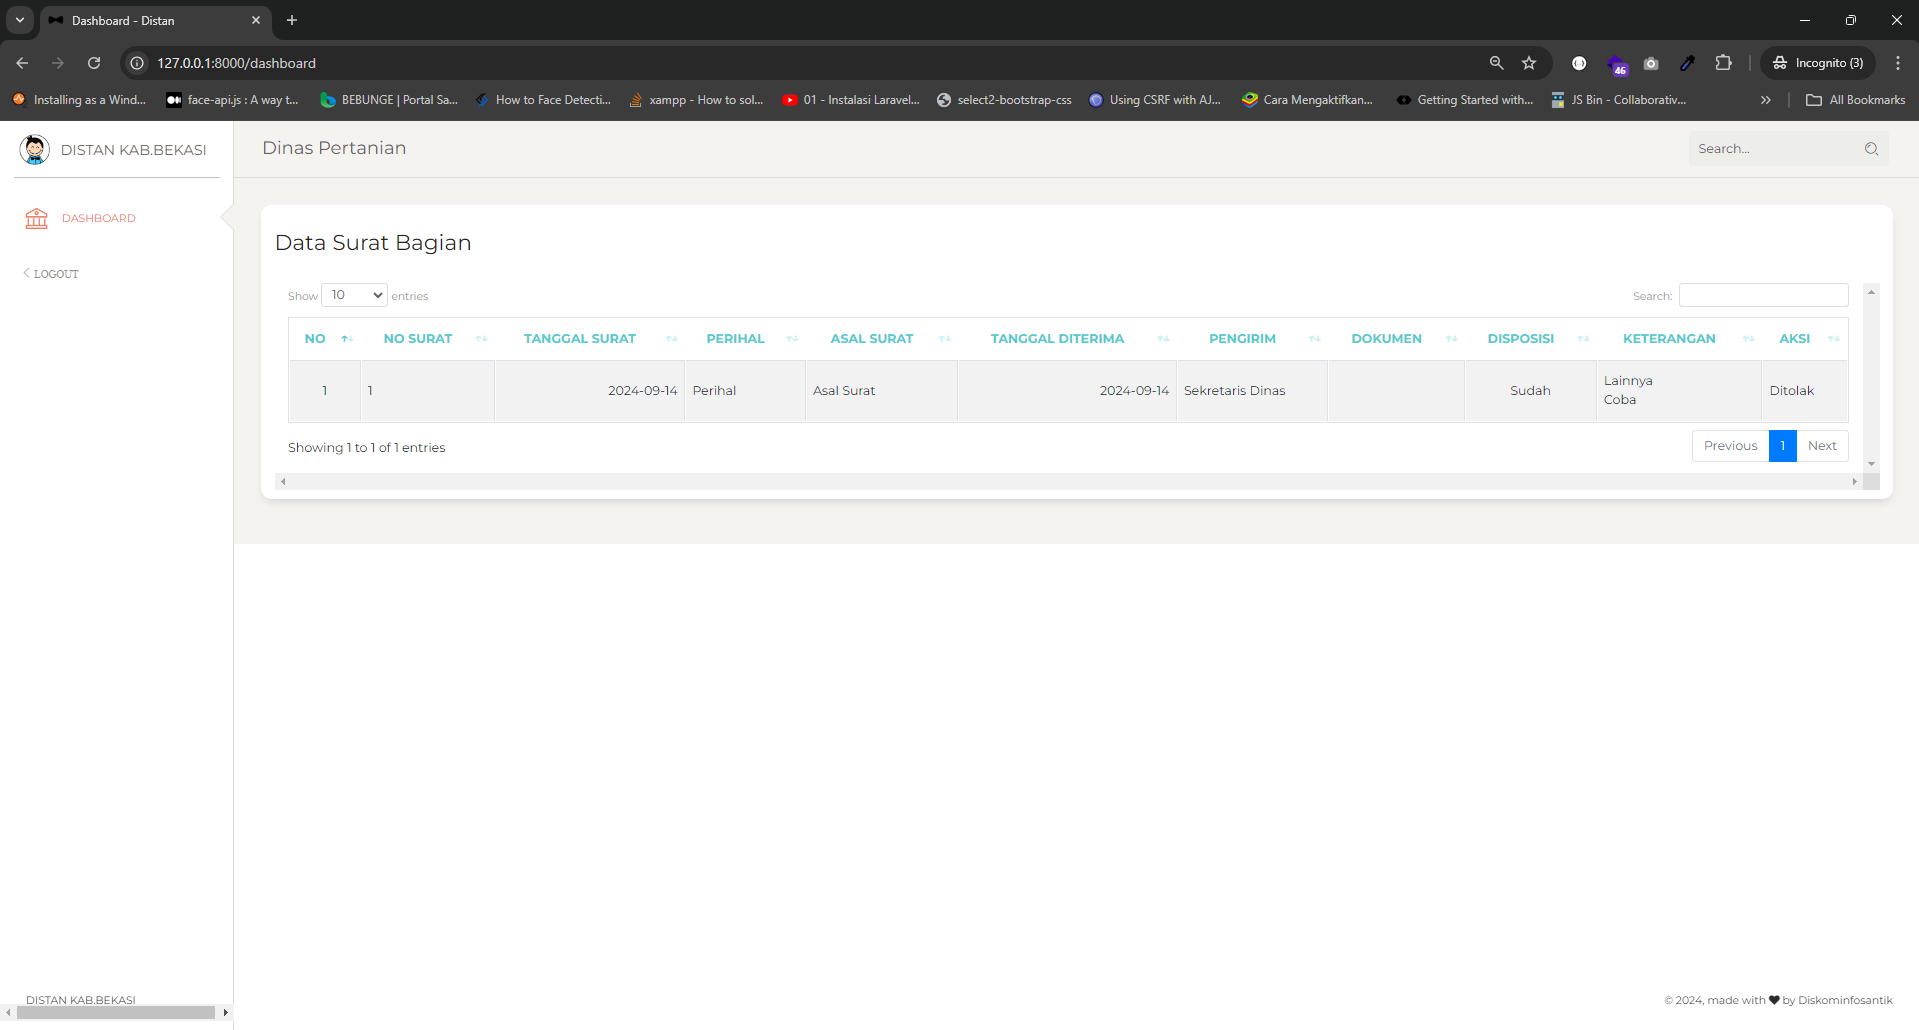 Dashboard - Distan
127.0.0.1:8000/dashboard
46
Incognito (3)
Installing as a Wind...
face-api.js : A way t...
BEBUNGE | Portal Sa...
How to Face Detecti...
xampp - How to sol...
01 - Instalasi Laravel...
select2-bootstrap-css
Using CSRF with AJ...
Cara Mengaktifkan...
Getting Started with...
JS Bin - Collaborativ...
All Bookmarks
DISTAN KAB.BEKASI
Dinas Pertanian
Search...
DASHBOARD
LOGOUT
Data Surat Bagian
Show 10 entries
Search:
NO NO SURAT TANGGAL SURAT PERIHAL ASAL SURAT TANGGAL DITERIMA PENGIRIM DOKUMEN DISPOSISI KETERANGAN AKSI
1 1 2024-09-14 Perihal Asal Surat 2024-09-14 Sekretaris Dinas Sudah Lainnya Ditolak
Coba
Showing 1 to 1 of 1 entries
Previous 1 Next
DISTAN KAB.BEKASI
© 2024, made with ♥ by Diskominfosantik